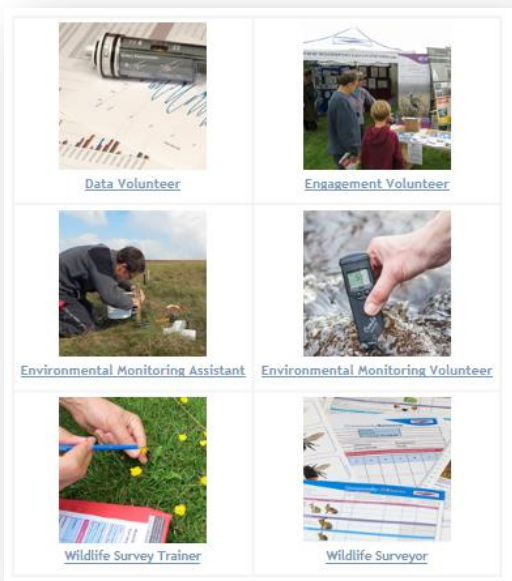 Data Volunteer
Engagement Volunteer
Environmental Monitoring Assistant
Environmental Monitoring Volunteer
Wildlife Survey Trainer
Wildlife Surveyor